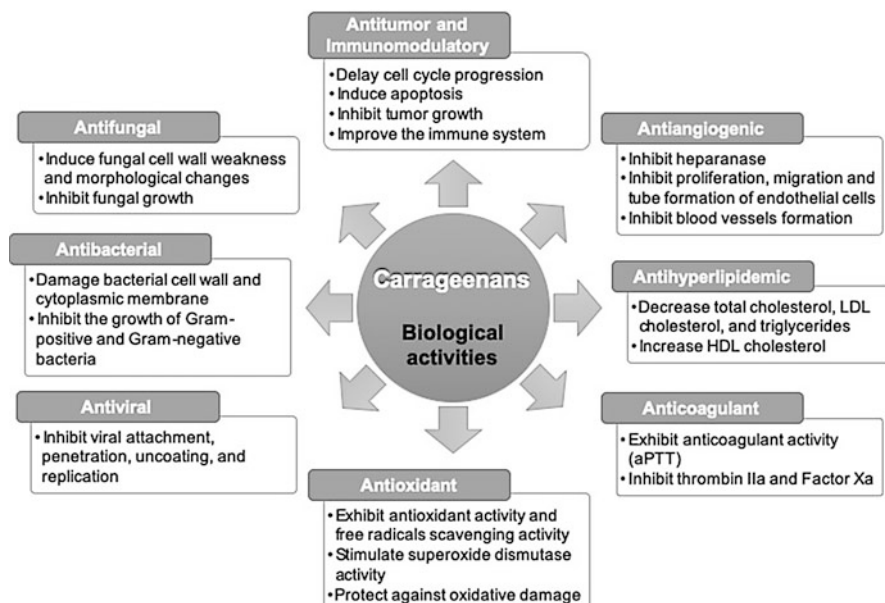 Antitumor and
Immunomodulatory
•Delay cell cycle progression
•Induce apoptosis
•Inhibit tumor growth
•Improve the immune system
Antifungal
•Induce fungal cell wall weakness
and morphological changes
•Inhibit fungal growth
Antiangiogenic
•Inhibit heparanase
•Inhibit proliferation, migration and
tube formation of endothelial cells
•Inhibit blood vessels formation
Antibacterial
•Damage bacterial cell wall and
cytoplasmic membrane
•Inhibit the growth of Gram-
positive and Gram-negative
bacteria
Carrageenans
Biological
activities
Antihyperlipidemic
•Decrease total cholesterol, LDL
cholesterol, and triglycerides
•Increase HDL cholesterol
Antiviral
•Inhibit viral attachment,
penetration, uncoating, and
replication
Anticoagulant
•Exhibit anticoagulant activity
(aPTT)
•Inhibit thrombin IIa and Factor Xa
Antioxidant
•Exhibit antioxidant activity and
free radicals scavenging activity
•Stimulate superoxide dismutase
activity
•Protect against oxidative damage